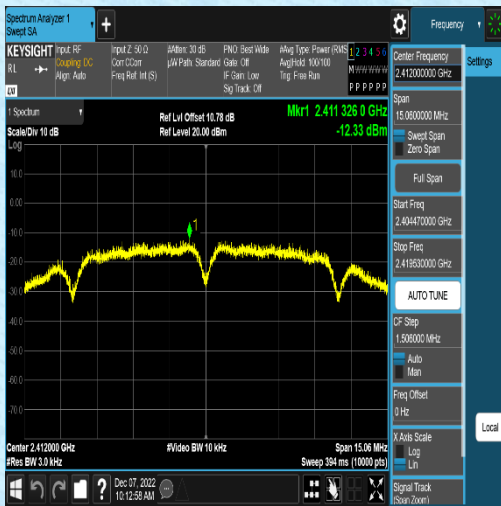 Spectrum Analyzer 1
Swept SA
Frequency
KEYSIGHT
Input: RF
Coupling: DC
Align: Auto
RL
Input Z: 50 Ω
Corr CCorr
Freq Ref: Int (S)
#Atten: 30 dB
µW Path: Standard
PNO: Best Wide
Gate: Off
IF Gain: Low
Sig Track: Off
#Avg Type: Power (RMS
Avg|Hold: 100/100
Trig: Free Run
1 2 3 4 5 6
M W W W W W
P P P P P P
Settings
Center Frequency
2.412000000 GHz
Span
15.0600000 MHz
Swept Span
Zero Span
Full Span
Start Freq
2.404470000 GHz
Stop Freq
2.419530000 GHz
AUTO TUNE
CF Step
1.506000 MHz
Auto
Man
Freq Offset
0 Hz
X Axis Scale
Log
Lin
Signal Track
(Span Zoom)
Local
1 Spectrum
Scale/Div 10 dB
Log
Ref Lvl Offset 10.78 dB
Ref Level 20.00 dBm
Mkr1 2.411 326 0 GHz
-12.33 dBm
1
10.0
0.00
-10.0
-20.0
-30.0
-40.0
-50.0
-60.0
-70.0
Center 2.412000 GHz
#Res BW 3.0 kHz
#Video BW 10 kHz
Span 15.06 MHz
Sweep 394 ms (10000 pts)
Dec 07, 2022
10:12:58 AM